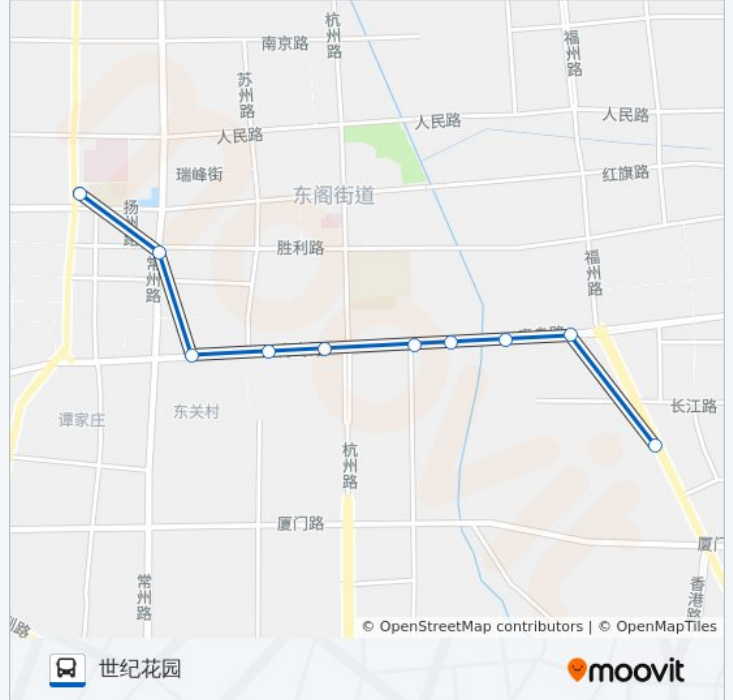 杭州路
南京路
福州路
苏州路
人民路
人民路
人民路
瑞峰街
红旗路
东阁街道
扬州路
胜利路
常州路
福州路
长江路
东关村
谭家庄
杭州路
厦门路
厦门
常州路
香港路
© OpenStreetMap contributors | © OpenMapTiles
世纪花园
moovit